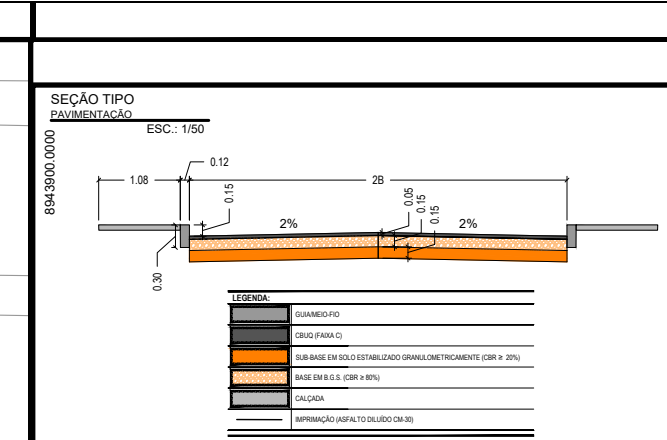 SEÇÃO TIPO
PAVIMENTAÇÃO
ESC.: 1/50
8943900.0000
0.12
1.08
2B
0.15
0.05
0.15
0.15
2%
2%
0.30
LEGENDA:
GUIA/MEIO-FIO
CBUQ (FAIXA C)
SUB-BASE EM SOLO ESTABILIZADO GRANULOMETRICAMENTE (CBR ≥ 20%)
BASE EM B.G.S. (CBR ≥ 80%)
CALÇADA
IMPRIMAÇÃO (ASFALTO DILUÍDO CM-30)